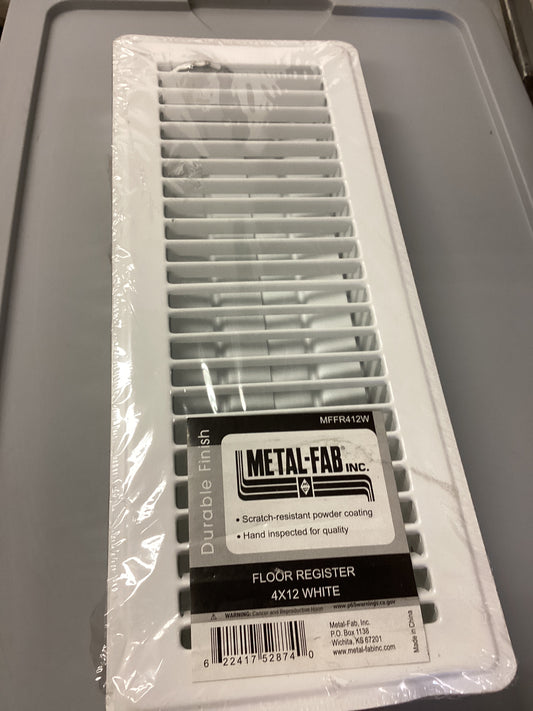 MFFR412W
Durable Finish
METAL-FAB INC.
• Scratch-resistant powder coating
• Hand inspected for quality
FLOOR REGISTER
4X12 WHITE
⚠ WARNING: Cancer and Reproductive Harm www.p65warnings.ca.gov
Metal-Fab, Inc.
P.O. Box 1138
Wichita, KS 67201
www.metal-fabinc.com
Made in China
6 22417 52874 0